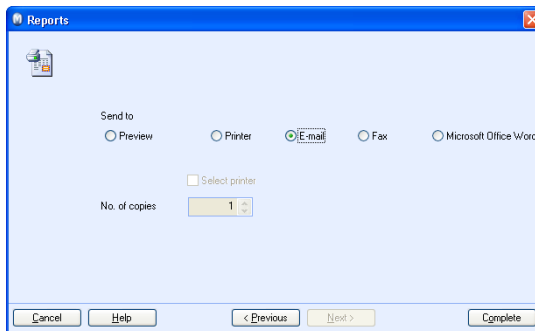 Reports
Send to
Preview Printer E-mail Fax Microsoft Office Word
Select printer
No. of copies 1
Cancel Help < Previous Next > Complete